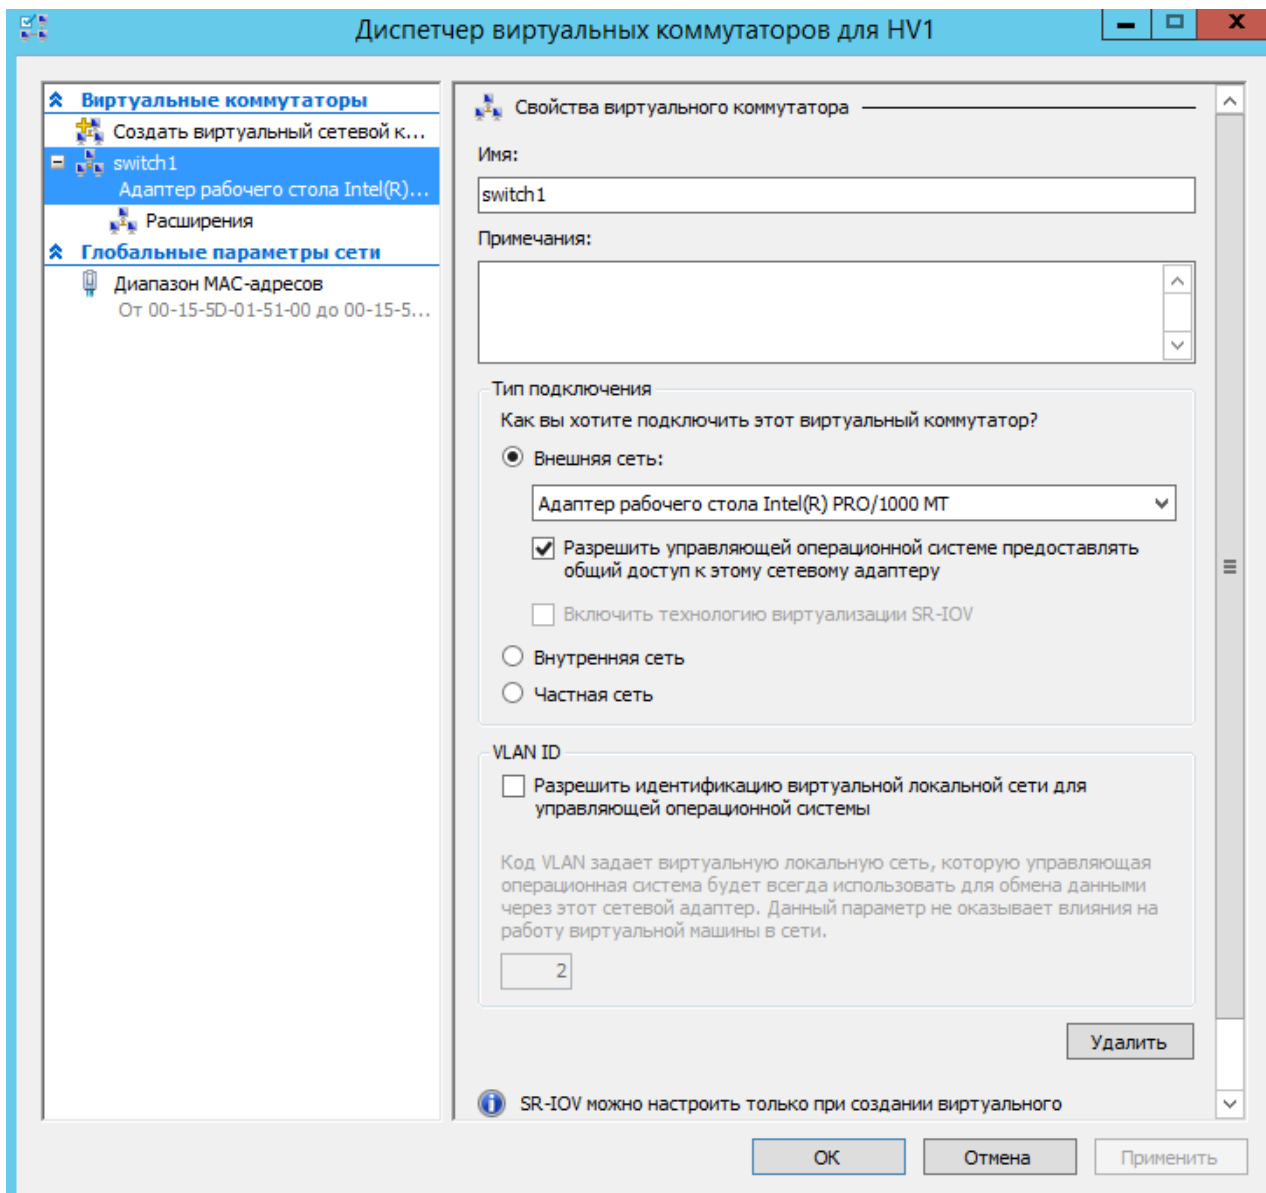 Диспетчер виртуальных коммутаторов для HV1
Виртуальные коммутаторы
Создать виртуальный сетевой к...
switch1
Адаптер рабочего стола Intel(R)...
Расширения
Глобальные параметры сети
Диапазон MAC-адресов
От 00-15-5D-01-51-00 до 00-15-5...
Свойства виртуального коммутатора
Имя:
switch1
Примечания:
Тип подключения
Как вы хотите подключить этот виртуальный коммутатор?
Внешняя сеть:
Адаптер рабочего стола Intel(R) PRO/1000 MT
Разрешить управляющей операционной системе предоставлять
общий доступ к этому сетевому адаптеру
Включить технологию виртуализации SR-IOV
Внутренняя сеть
Частная сеть
VLAN ID
Разрешить идентификацию виртуальной локальной сети для
управляющей операционной системы
Код VLAN задает виртуальную локальную сеть, которую управляющая
операционная система будет всегда использовать для обмена данными
через этот сетевой адаптер. Данный параметр не оказывает влияния на
работу виртуальной машины в сети.
2
Удалить
SR-IOV можно настроить только при создании виртуального
ОК
Отмена
Применить